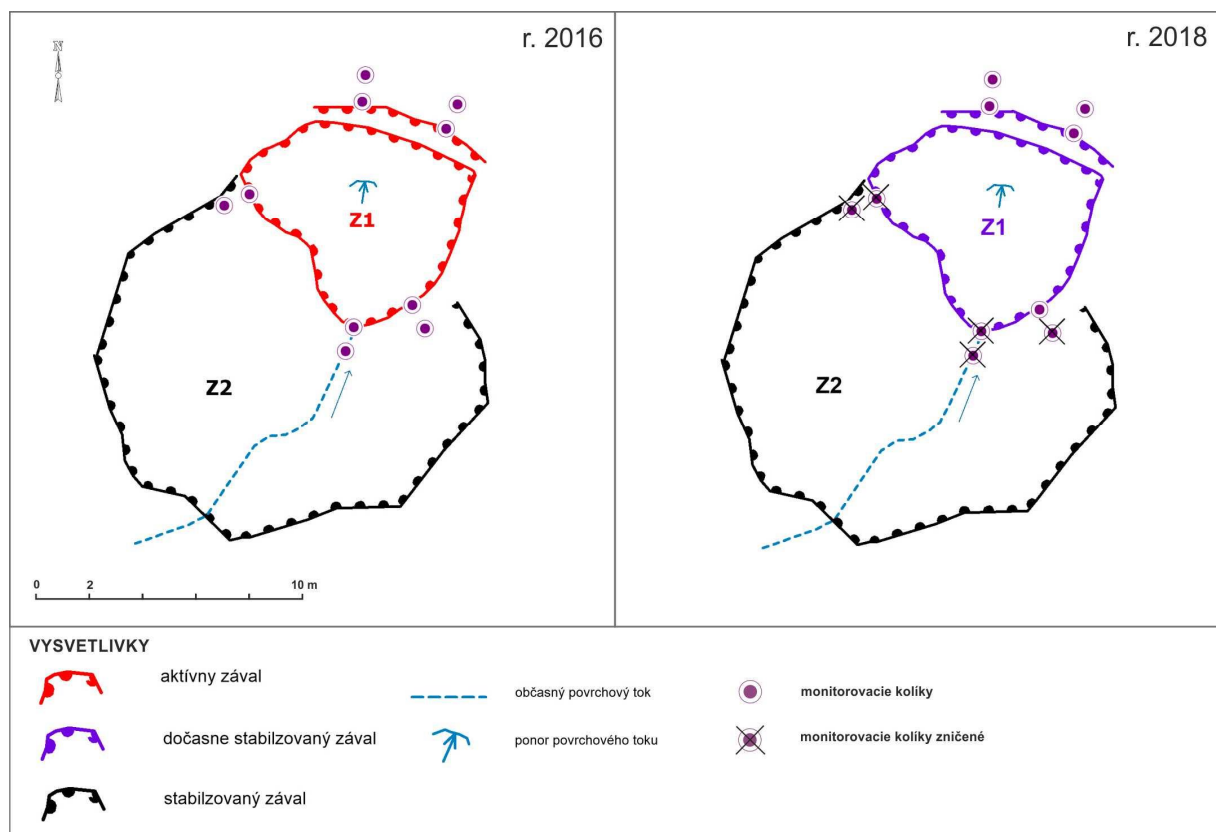 r. 2016
N
Z1
Z2
0 2 10 m
r. 2018
Z1
Z2
VYSVETLIVKY
aktívny zával
dočasne stabilzovaný zával
stabilzovaný zával
občasný povrchový tok
ponor povrchového toku
monitorovacie kolíky
monitorovacie kolíky zničené